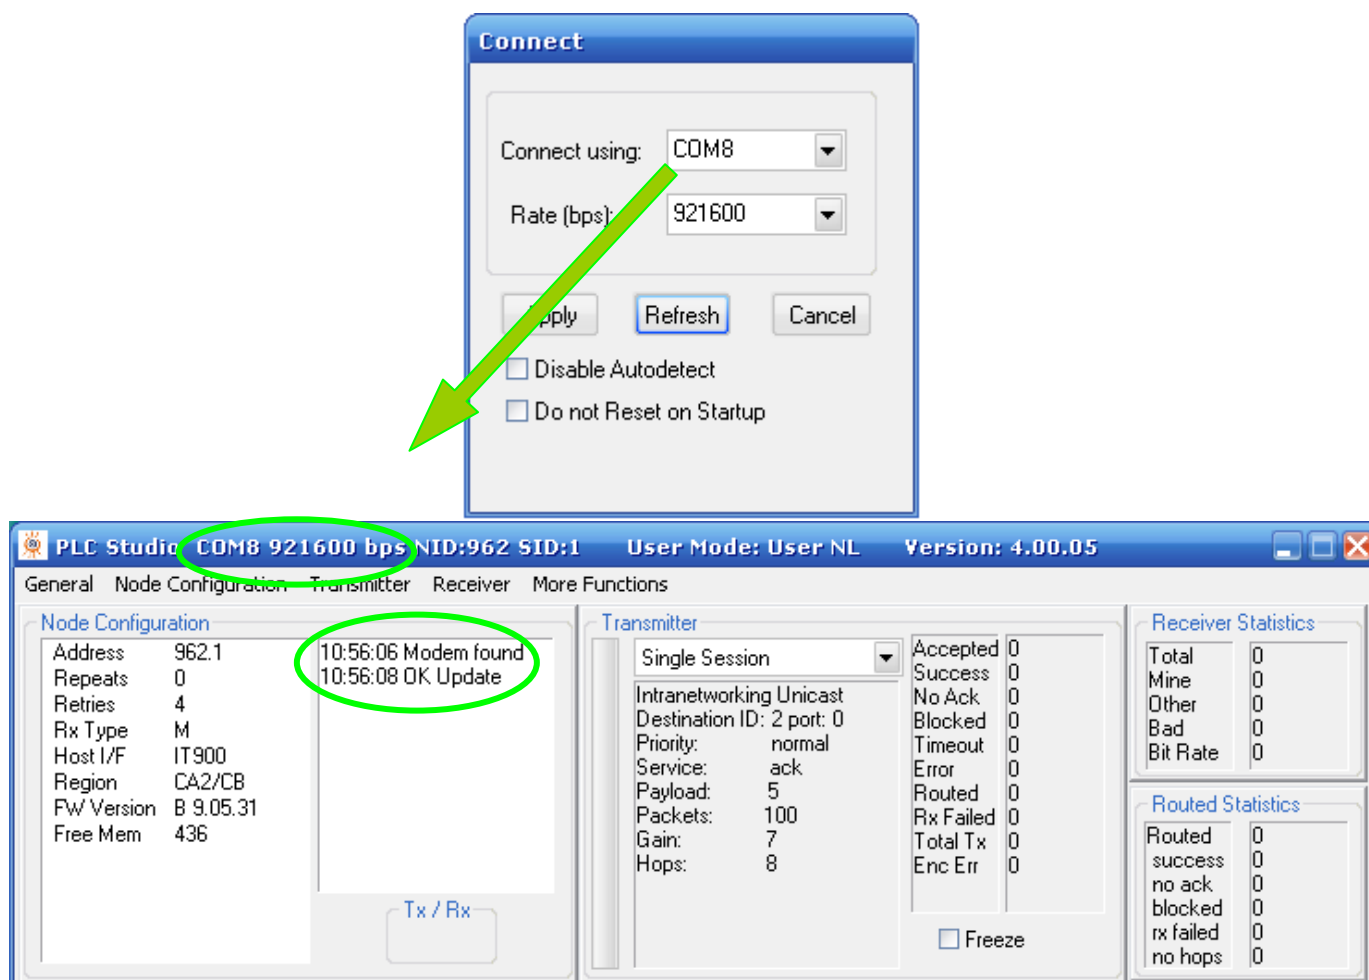 Connect
Connect using: COM8
Rate (bps): 921600
Apply Refresh Cancel
Disable Autodetect
Do not Reset on Startup
PLC Studio COM8 921600 bps NID:962 SID:1 User Mode: User NL Version: 4.00.05
General Node Configuration Transmitter Receiver More Functions
Node Configuration
Address 962.1
Repeats 0
Retries 4
Rx Type M
Host I/F IT900
Region CA2/CB
FW Version B 9.05.31
Free Mem 436
10:56:06 Modem found
10:56:08 OK Update
Tx / Rx
Transmitter
Single Session
Intranetworking Unicast
Destination ID: 2 port: 0
Priority: normal
Service: ack
Payload: 5
Packets: 100
Gain: 7
Hops: 8
Accepted 0
Success 0
No Ack 0
Blocked 0
Timeout 0
Error 0
Routed 0
Rx Failed 0
Total Tx 0
Enc Err 0
Freeze
Receiver Statistics
Total 0
Mine 0
Other 0
Bad 0
Bit Rate 0
Routed Statistics
Routed 0
success 0
no ack 0
blocked 0
rx failed 0
no hops 0